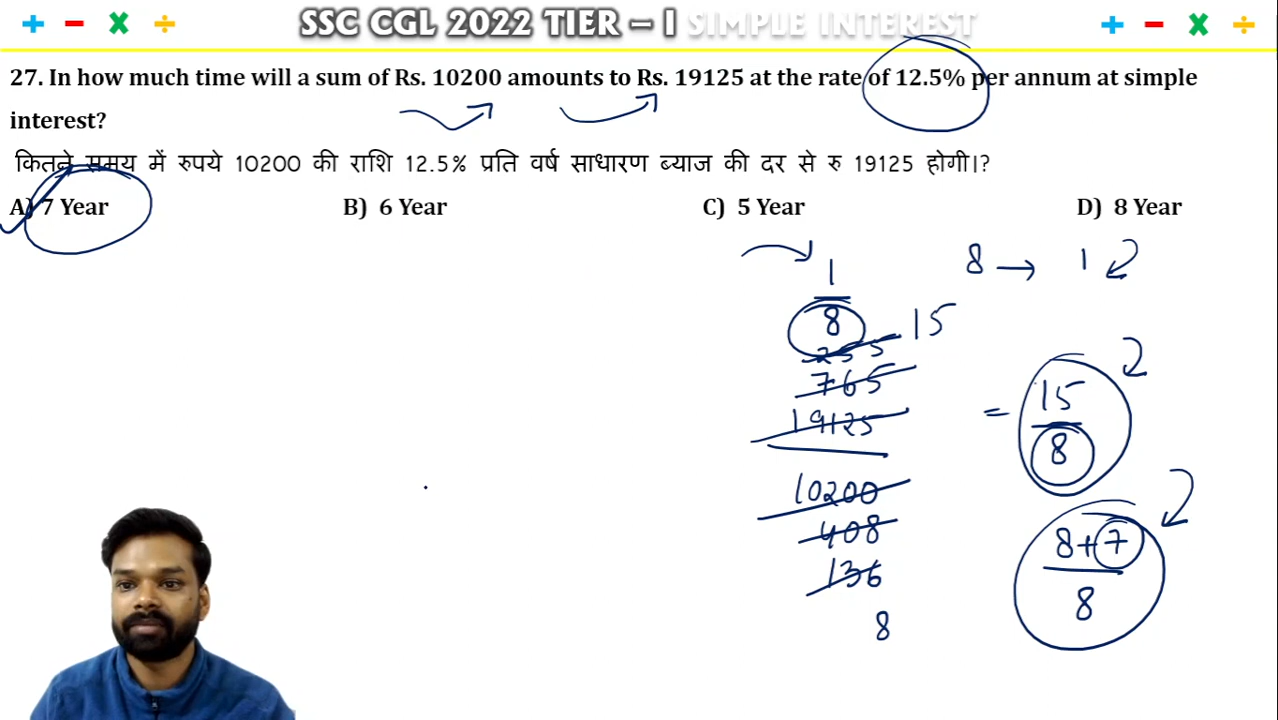 + - × ÷ SSC CGL 2022 TIER – I SIMPLE INTEREST + - × ÷
27. In how much time will a sum of Rs. 10200 amounts to Rs. 19125 at the rate of 12.5% per annum at simple
interest?
कितने समय में रुपये 10200 की राशि 12.5% प्रति वर्ष साधारण ब्याज की दर से रु 19125 होगी।?
A) 7 Year B) 6 Year C) 5 Year D) 8 Year
1
8
8 → 1
255 15
765
19125
10200
408
136
8
= 15
8
8+7
8